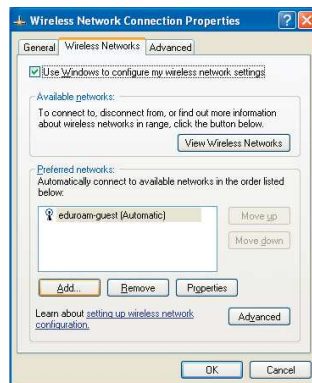 Wireless Network Connection Properties
General Wireless Networks Advanced
Use Windows to configure my wireless network settings
Available networks:
To connect to, disconnect from, or find out more information
about wireless networks in range, click the button below.
View Wireless Networks
Preferred networks:
Automatically connect to available networks in the order listed
below:
eduroam-guest (Automatic)
Move up
Move down
Add... Remove Properties
Learn about setting up wireless network
configuration.
Advanced
OK Cancel